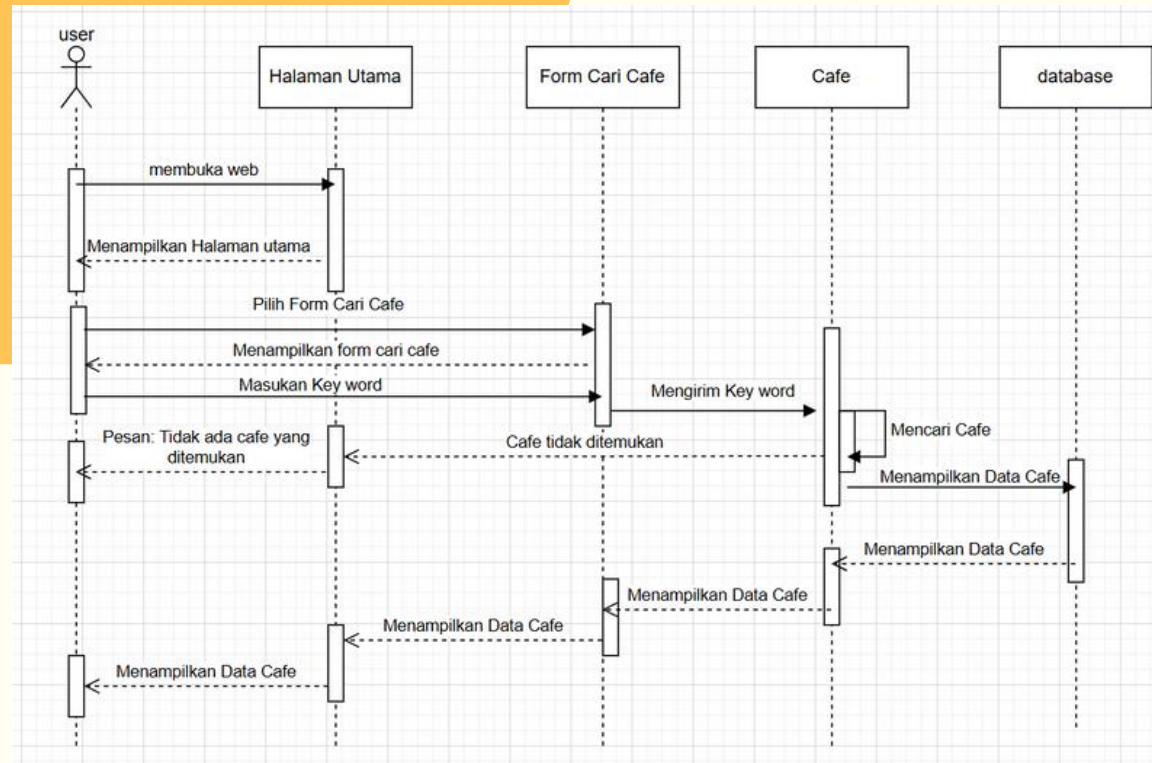 user
Halaman Utama
Form Cari Cafe
Cafe
database
membuka web
Menampilkan Halaman utama
Pilih Form Cari Cafe
Menampilkan form cari cafe
Masukan Key word
Mengirim Key word
Mencari Cafe
Cafe tidak ditemukan
Pesan: Tidak ada cafe yang
ditemukan
Menampilkan Data Cafe
Menampilkan Data Cafe
Menampilkan Data Cafe
Menampilkan Data Cafe
Menampilkan Data Cafe